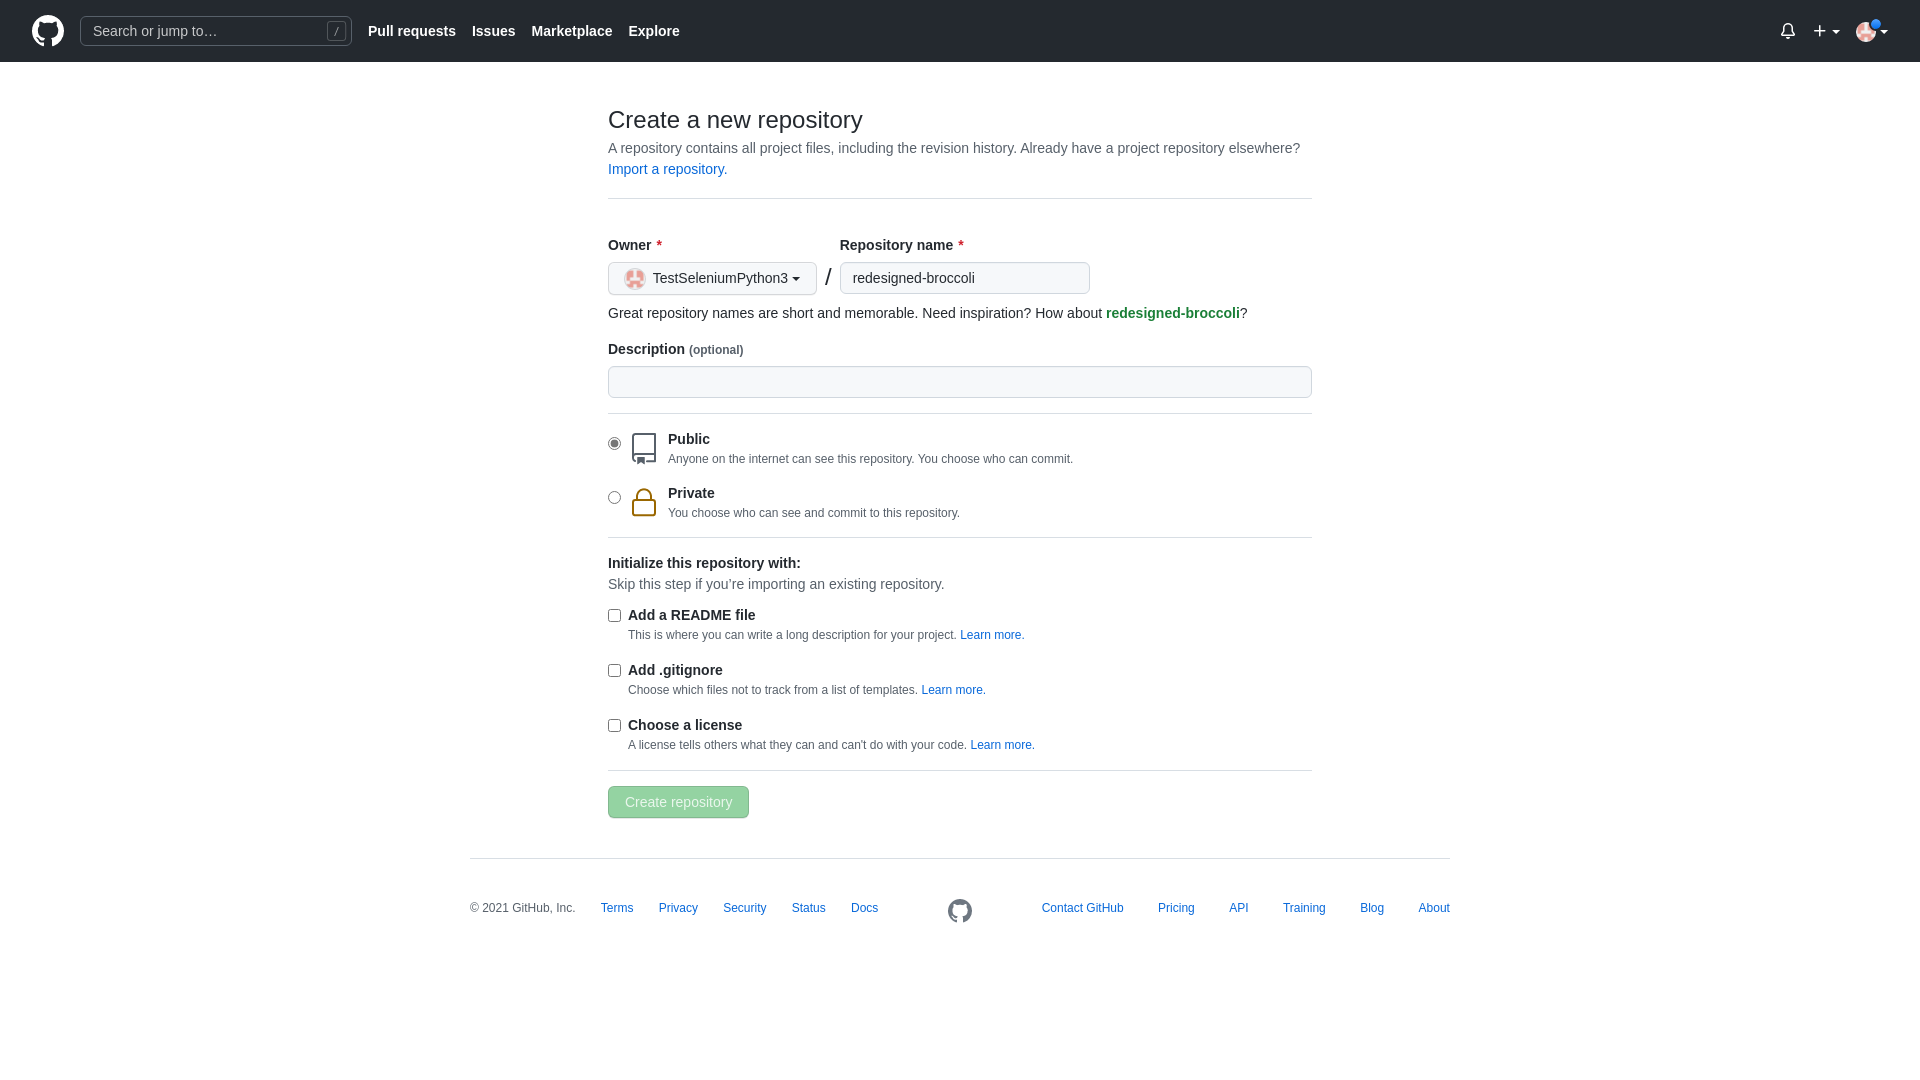 Search or jump to…
/
Pull requests
Issues
Marketplace
Explore
Create a new repository
A repository contains all project files, including the revision history. Already have a project repository elsewhere?
Import a repository.
Owner *
Repository name *
TestSeleniumPython3
/
redesigned-broccoli
Great repository names are short and memorable. Need inspiration? How about redesigned-broccoli?
Description (optional)
Public
Anyone on the internet can see this repository. You choose who can commit.
Private
You choose who can see and commit to this repository.
Initialize this repository with:
Skip this step if you’re importing an existing repository.
Add a README file
This is where you can write a long description for your project. Learn more.
Add .gitignore
Choose which files not to track from a list of templates. Learn more.
Choose a license
A license tells others what they can and can't do with your code. Learn more.
Create repository
© 2021 GitHub, Inc.
Terms
Privacy
Security
Status
Docs
Contact GitHub
Pricing
API
Training
Blog
About